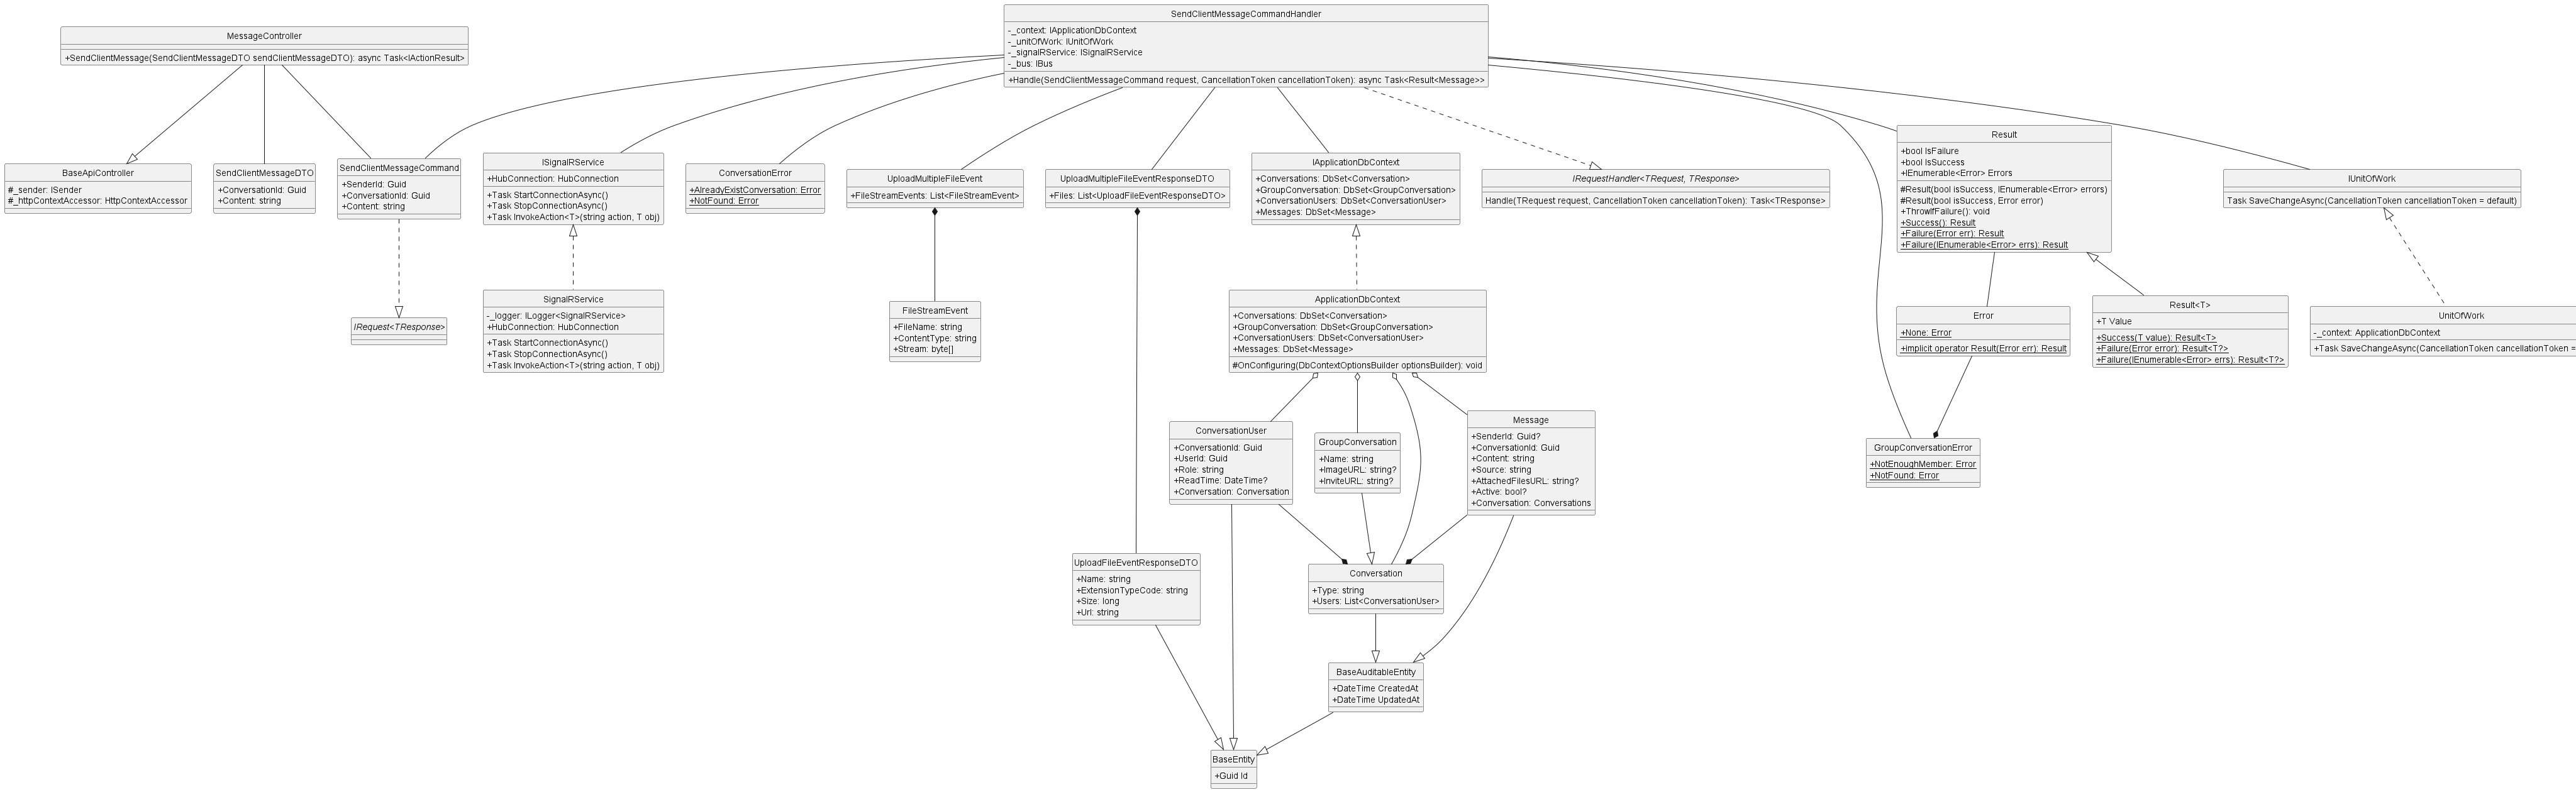 SendClientMessageCommandHandler
-_context: IApplicationDbContext
-_unitOfWork: IUnitOfWork
-_signalRService: ISignalRService
-_bus: IBus
+Handle(SendClientMessageCommand request, CancellationToken cancellationToken): async Task<Result<Message>>
MessageController
+SendClientMessage(SendClientMessageDTO sendClientMessageDTO): async Task<IActionResult>
BaseApiController
#_sender: ISender
#_httpContextAccessor: HttpContextAccessor
SendClientMessageDTO
+ConversationId: Guid
+Content: string
SendClientMessageCommand
+SenderId: Guid
+ConversationId: Guid
+Content: string
ISignalRService
+HubConnection: HubConnection
+Task StartConnectionAsync()
+Task StopConnectionAsync()
+Task InvokeAction<T>(string action, T obj)
ConversationError
+AlreadyExistConversation: Error
+NotFound: Error
UploadMultipleFileEvent
+FileStreamEvents: List<FileStreamEvent>
UploadMultipleFileEventResponseDTO
+Files: List<UploadFileEventResponseDTO>
IApplicationDbContext
+Conversations: DbSet<Conversation>
+GroupConversation: DbSet<GroupConversation>
+ConversationUsers: DbSet<ConversationUser>
+Messages: DbSet<Message>
IRequestHandler<TRequest, TResponse>
Handle(TRequest request, CancellationToken cancellationToken): Task<TResponse>
Result
+bool IsFailure
+bool IsSuccess
+IEnumerable<Error> Errors
#Result(bool isSuccess, IEnumerable<Error> errors)
#Result(bool isSuccess, Error error)
+ThrowIfFailure(): void
+Success(): Result
+Failure(Error err): Result
+Failure(IEnumerable<Error> errs): Result
IUnitOfWork
Task SaveChangeAsync(CancellationToken cancellationToken = default)
IRequest<TResponse>
SignalRService
-_logger: ILogger<SignalRService>
+HubConnection: HubConnection
+Task StartConnectionAsync()
+Task StopConnectionAsync()
+Task InvokeAction<T>(string action, T obj)
FileStreamEvent
+FileName: string
+ContentType: string
+Stream: byte[]
ApplicationDbContext
+Conversations: DbSet<Conversation>
+GroupConversation: DbSet<GroupConversation>
+ConversationUsers: DbSet<ConversationUser>
+Messages: DbSet<Message>
#OnConfiguring(DbContextOptionsBuilder optionsBuilder): void
Error
+None: Error
+implicit operator Result(Error err): Result
Result<T>
+T Value
+Success(T value): Result<T>
+Failure(Error error): Result<T?>
+Failure(IEnumerable<Error> errs): Result<T?>
UnitOfWork
-_context: ApplicationDbContext
+Task SaveChangeAsync(CancellationToken cancellationToken =
ConversationUser
+ConversationId: Guid
+UserId: Guid
+Role: string
+ReadTime: DateTime?
+Conversation: Conversation
GroupConversation
+Name: string
+ImageURL: string?
+InviteURL: string?
Message
+SenderId: Guid?
+ConversationId: Guid
+Content: string
+Source: string
+AttachedFilesURL: string?
+Active: bool?
+Conversation: Conversations
GroupConversationError
+NotEnoughMember: Error
+NotFound: Error
UploadFileEventResponseDTO
+Name: string
+ExtensionTypeCode: string
+Size: long
+Url: string
Conversation
+Type: string
+Users: List<ConversationUser>
BaseAuditableEntity
+DateTime CreatedAt
+DateTime UpdatedAt
BaseEntity
+Guid Id